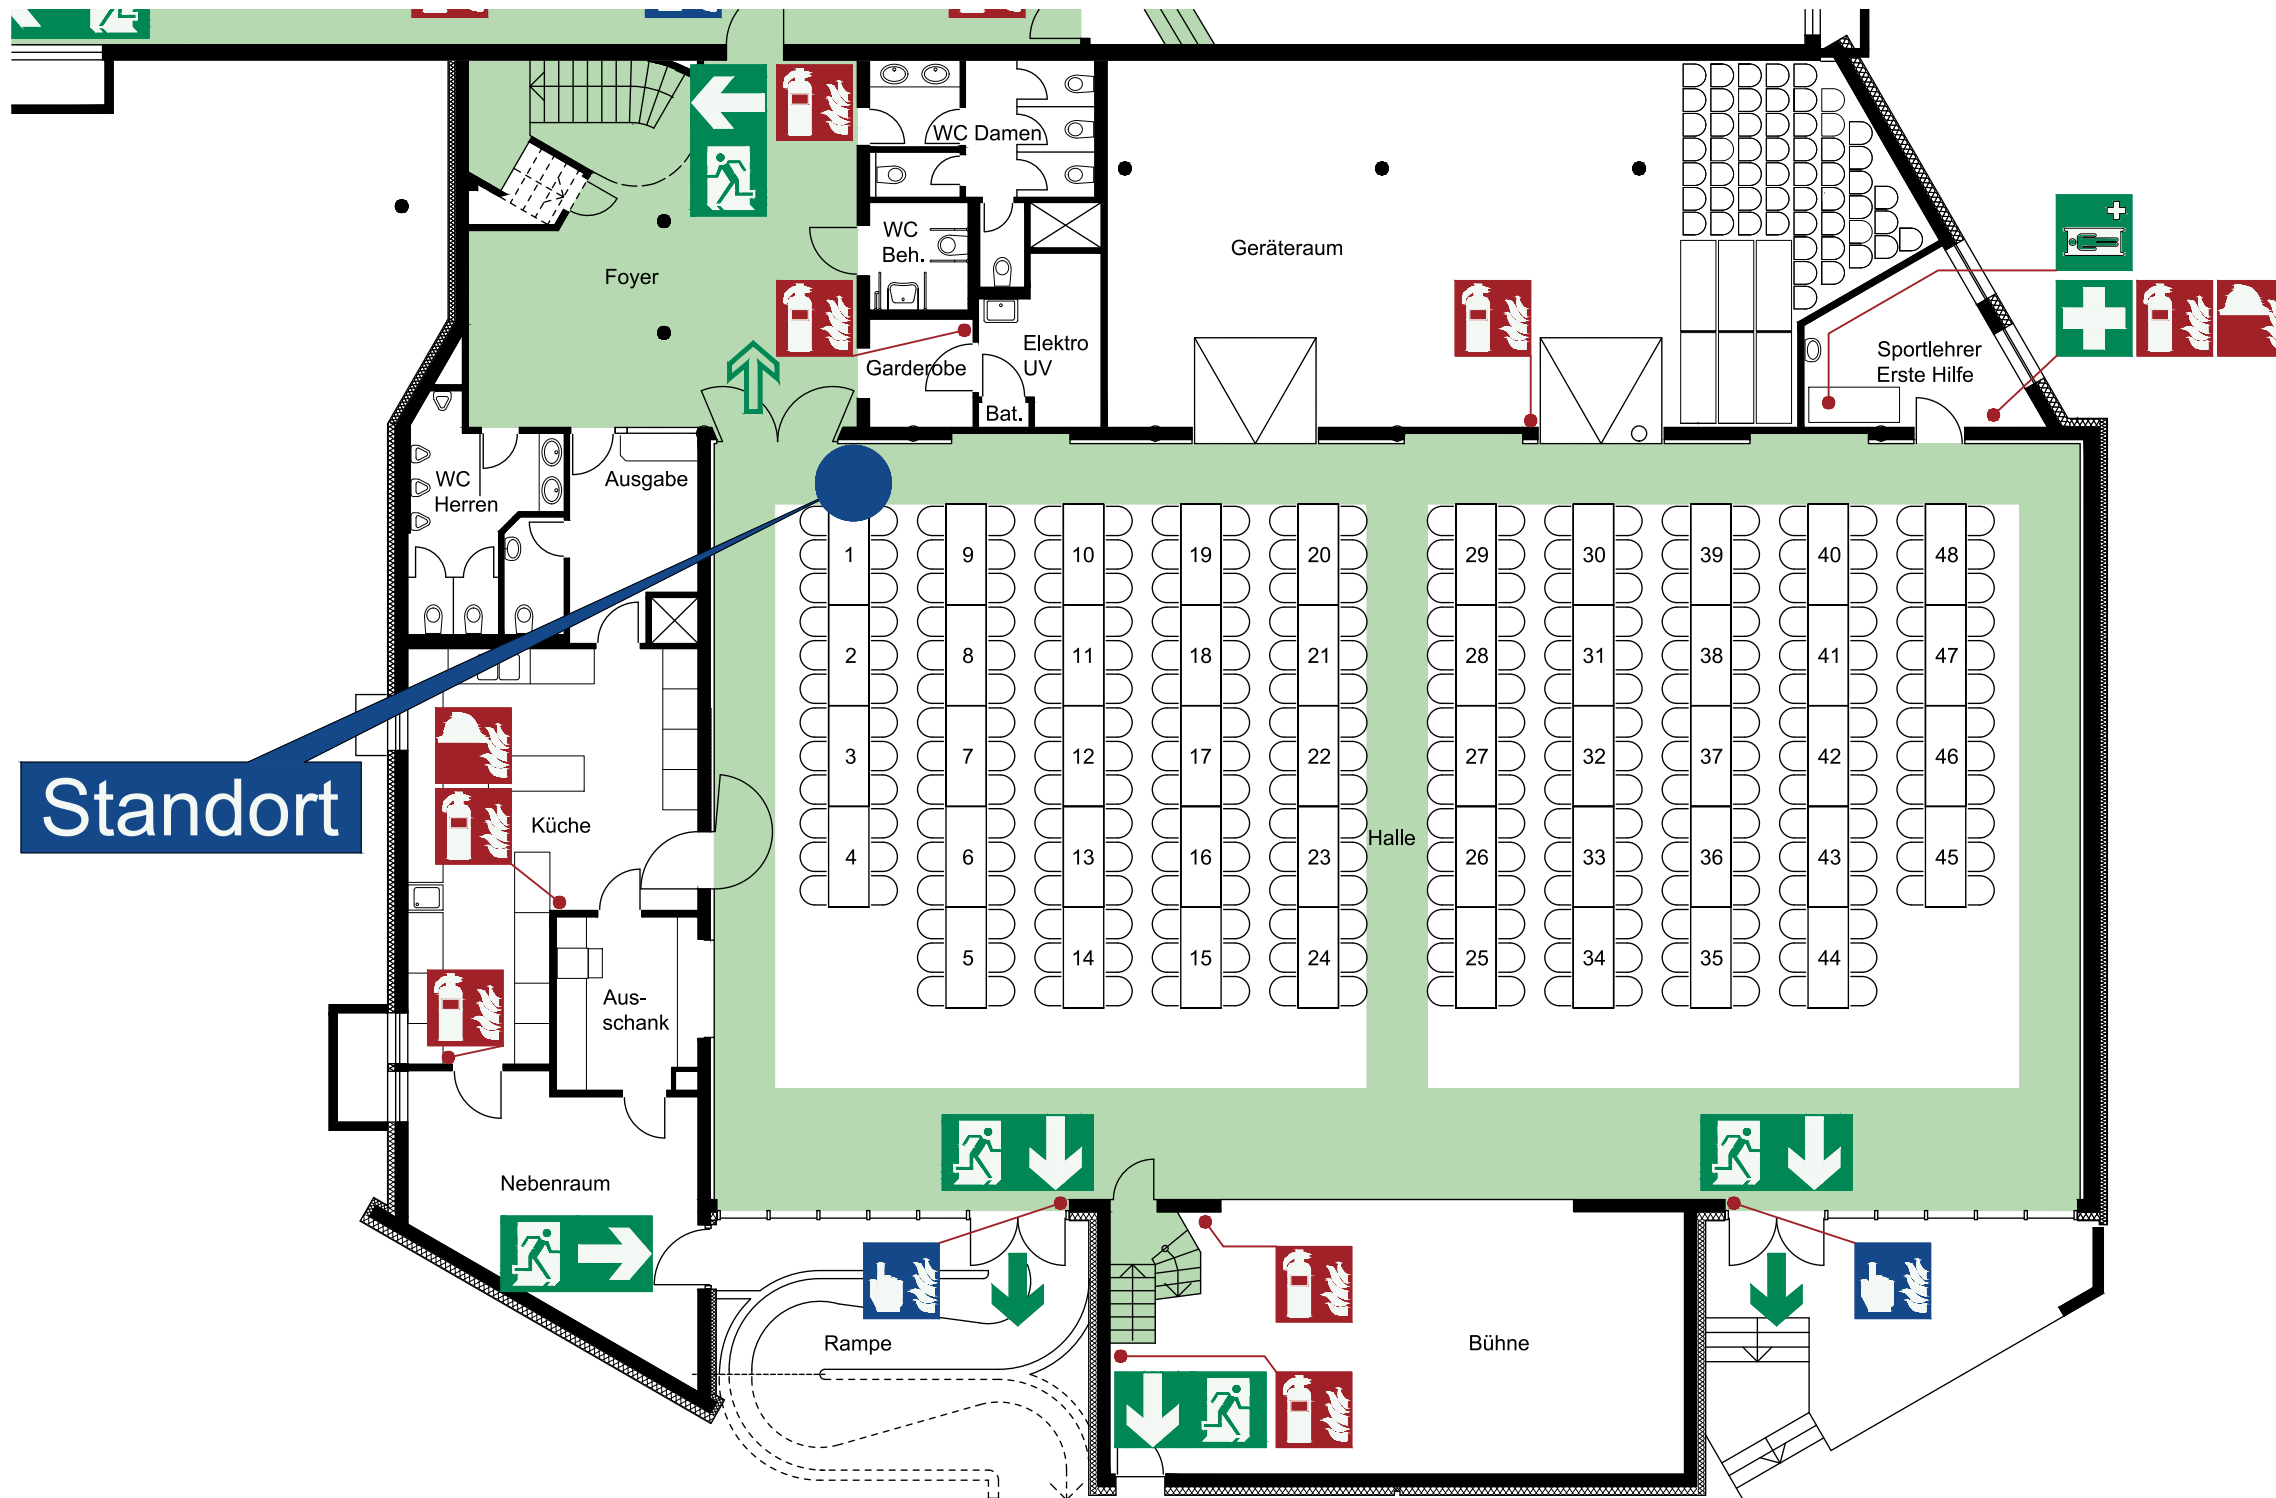 WC Damen
WC
Beh.
Foyer
Geräteraum
Elektro
UV
Garderobe
Bat.
Sportlehrer
Erste Hilfe
WC
Herren
Ausgabe
1 9 10 19 20 29 30 39 40 48
2 8 11 18 21 28 31 38 41 47
3 7 12 17 22 27 32 37 42 46
Standort
Küche
Halle
4 6 13 16 23 26 33 36 43 45
5 14 15 24 25 34 35 44
Aus-
schank
Nebenraum
Rampe
Bühne